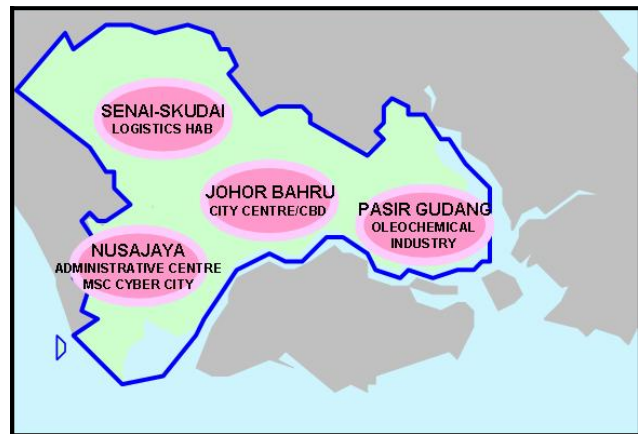 SENAI-SKUDAI
LOGISTICS HAB
JOHOR BAHRU
CITY CENTRE/CBD
PASIR GUDANG
OLEOCHEMICAL
INDUSTRY
NUSAJAYA
ADMINISTRATIVE CENTRE
MSC CYBER CITY